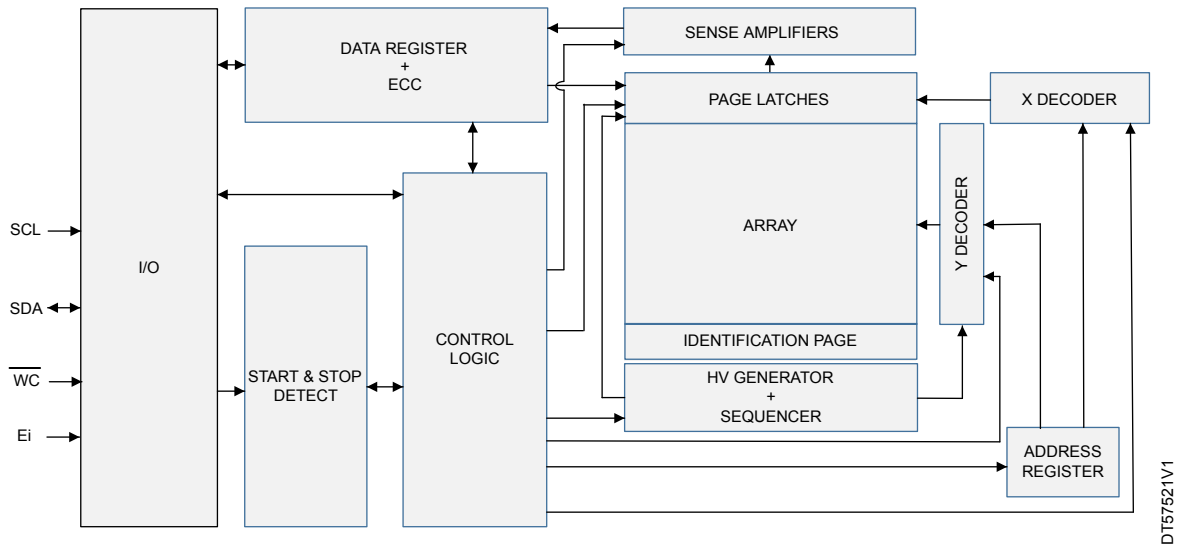 DATA REGISTER
+
ECC
SENSE AMPLIFIERS
PAGE LATCHES
X DECODER
SCL
I/O
ARRAY
Y DECODER
SDA
START & STOP
DETECT
CONTROL
LOGIC
IDENTIFICATION PAGE
W̅C̅
HV GENERATOR
+
SEQUENCER
Ei
ADDRESS
REGISTER
DT57521V1